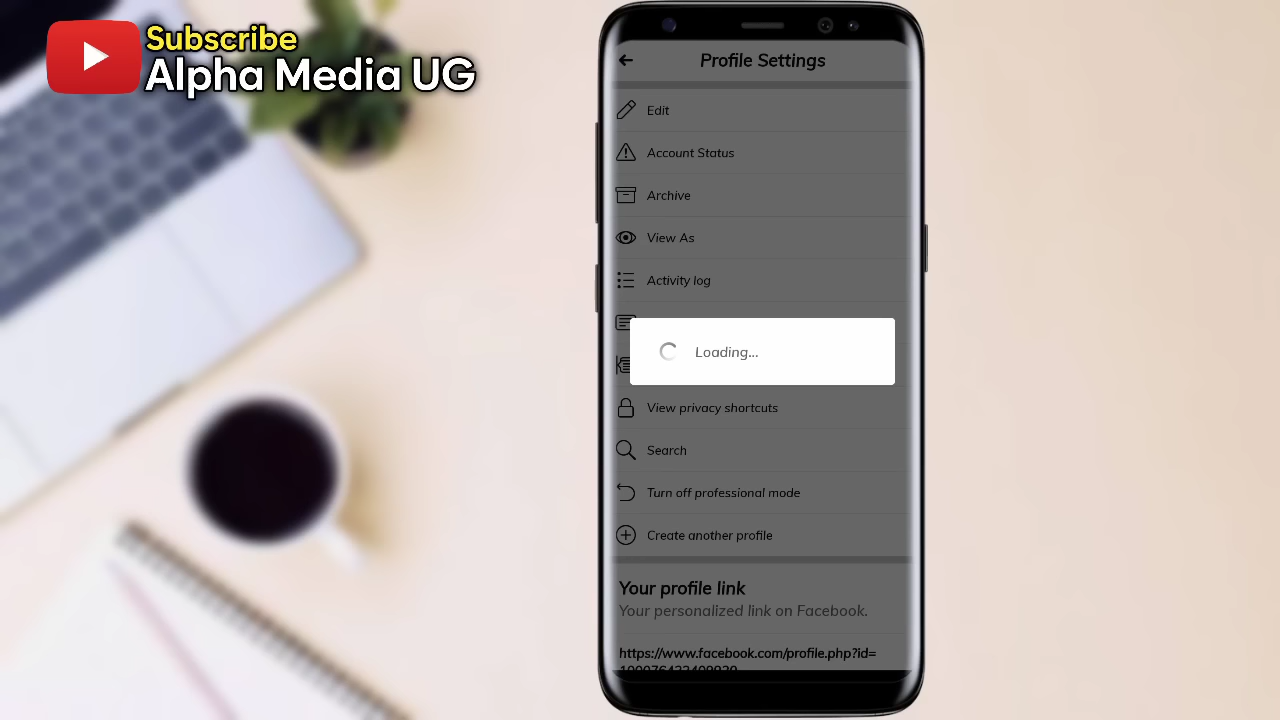 Subscribe
Alpha Media UG
Profile Settings
Edit
Account Status
Archive
View As
Activity log
Loading...
View privacy shortcuts
Search
Turn off professional mode
Create another profile
Your profile link
Your personalized link on Facebook.
https://www.facebook.com/profile.php?id=